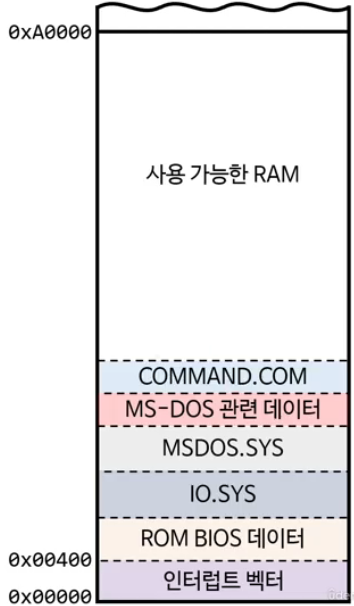 0xA0000
사용 가능한 RAM
COMMAND.COM
MS-DOS 관련 데이터
MSDOS.SYS
IO.SYS
ROM BIOS 데이터
0x00400
인터럽트 벡터
0x00000